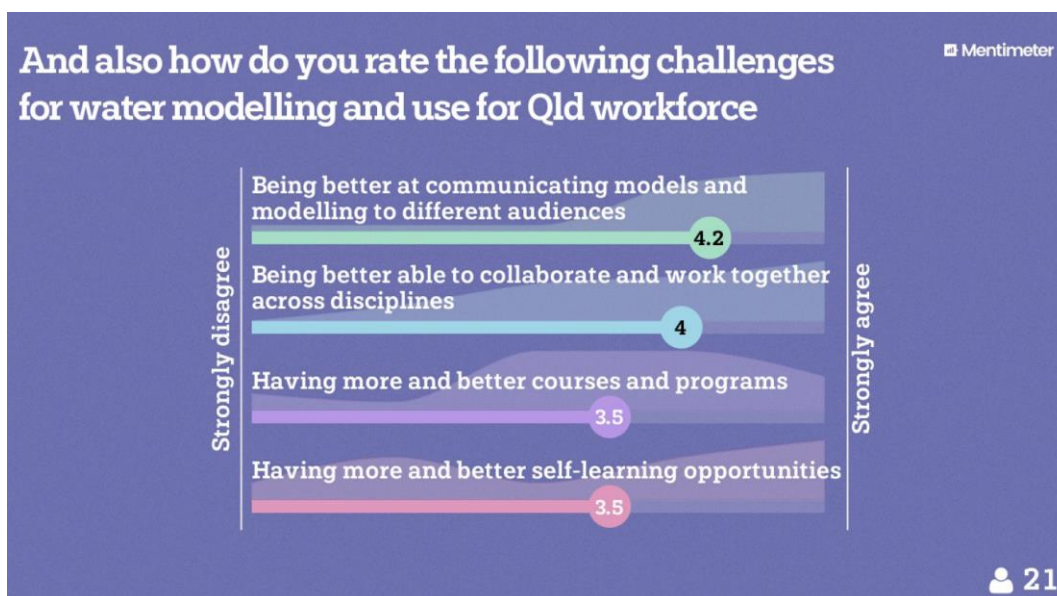 And also how do you rate the following challenges
for water modelling and use for Qld workforce
Mentimeter
Strongly disagree
Being better at communicating models and
modelling to different audiences
4.2
Being better able to collaborate and work together
across disciplines
4
Having more and better courses and programs
3.5
Having more and better self-learning opportunities
3.5
Strongly agree
21